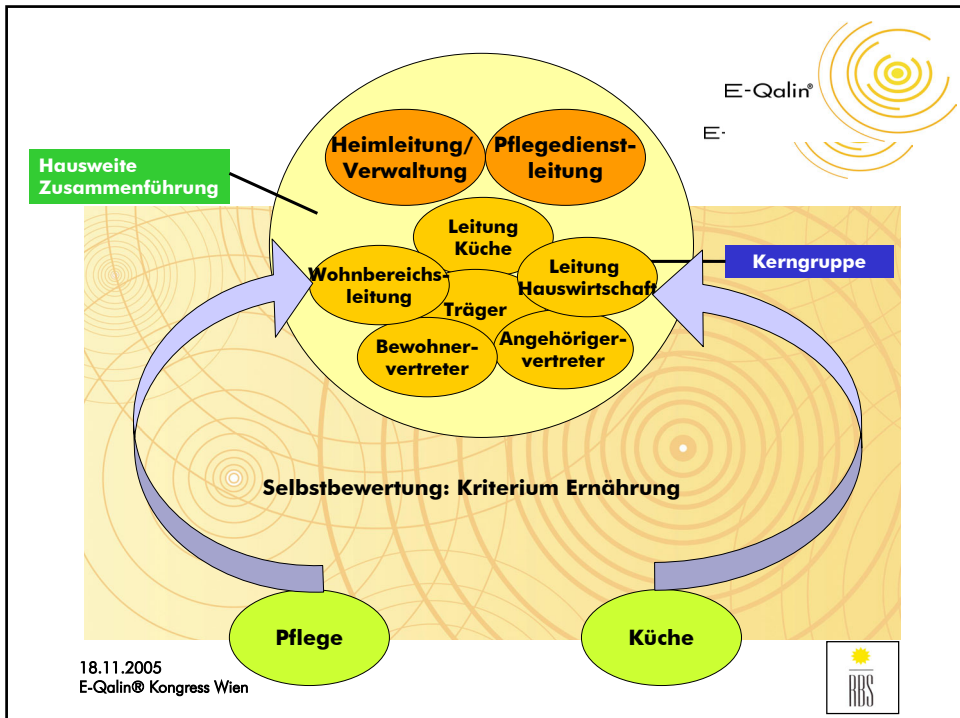 E-Qalin®
E-
Heimleitung/
Verwaltung
Pflegedienst-
leitung
Hausweite
Zusammenführung
Leitung
Küche
Wohnbereichs-
leitung
Leitung
Hauswirtschaft
Kerngruppe
Träger
Bewohner-
vertreter
Angehöriger-
vertreter
Selbstbewertung: Kriterium Ernährung
Pflege
Küche
18.11.2005
E-Qalin® Kongress Wien
RBS